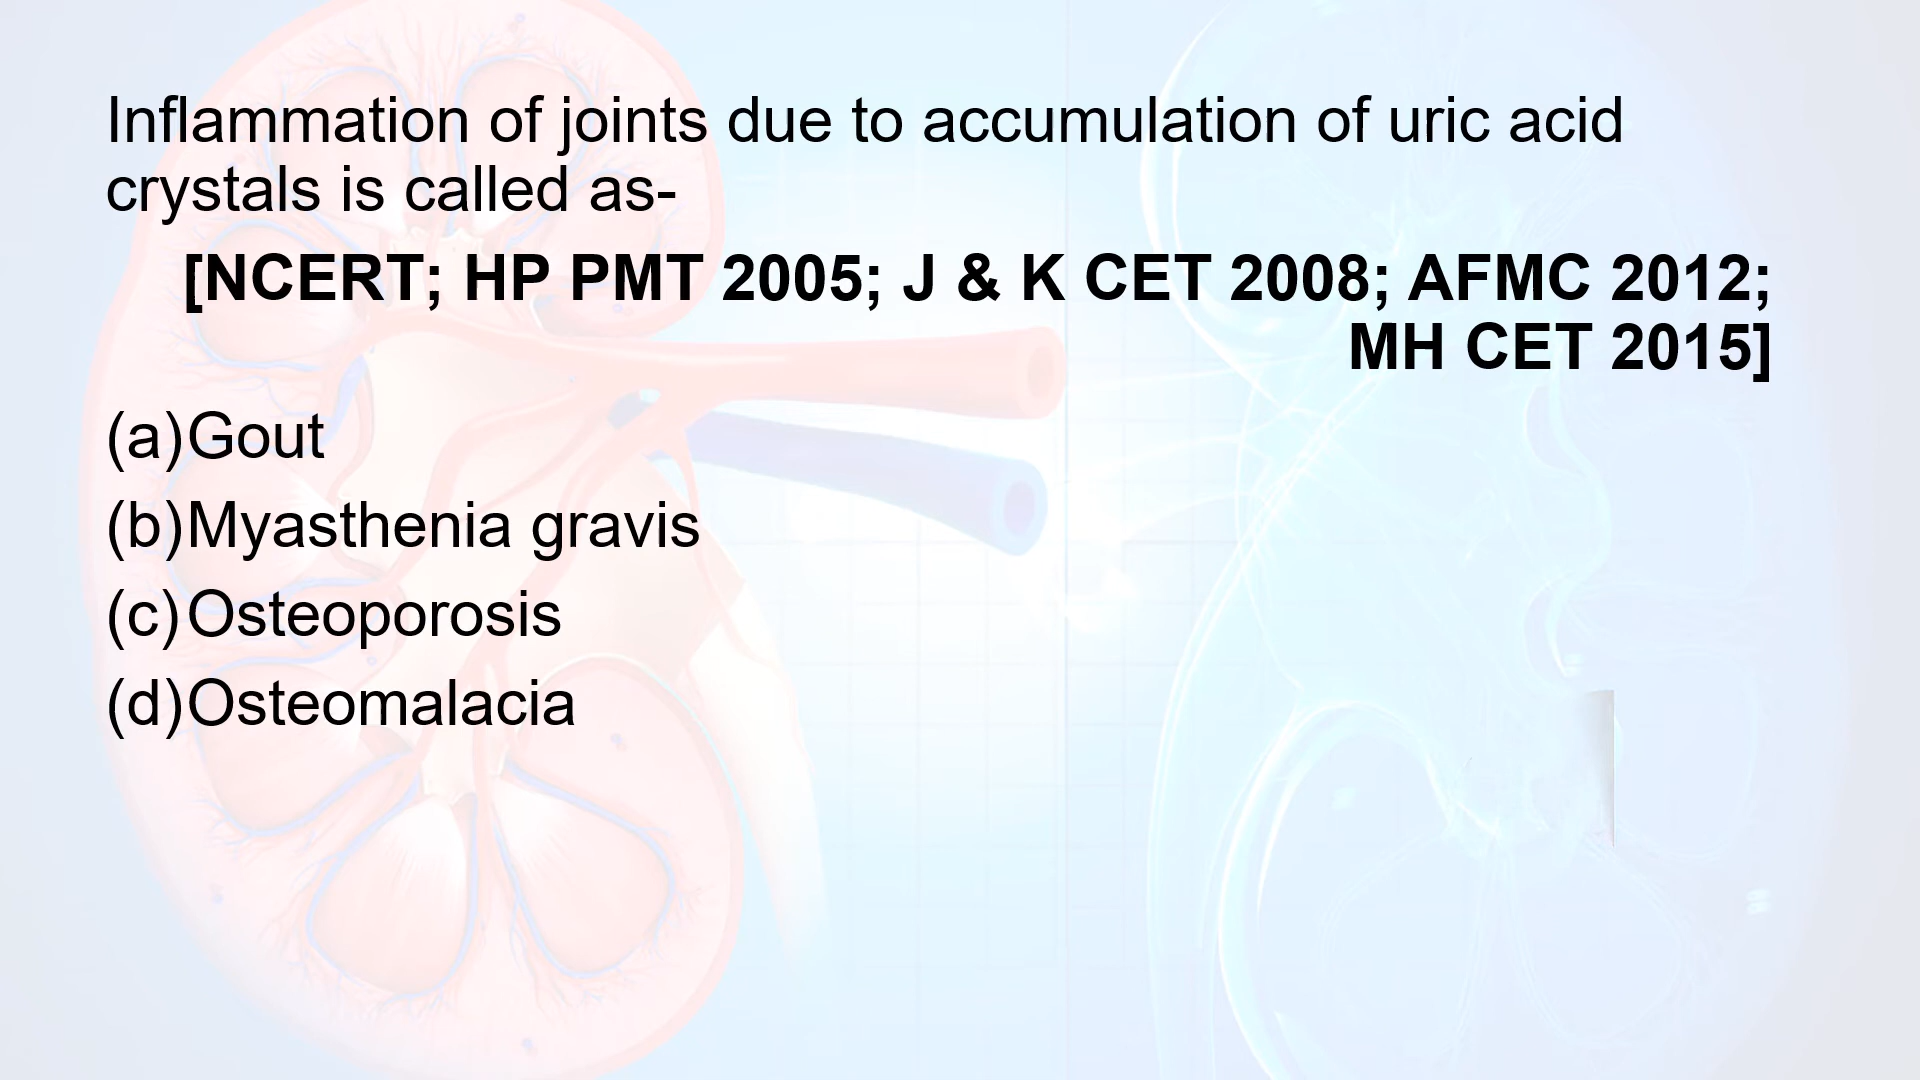 Inflammation of joints due to accumulation of uric acid
crystals is called as-
[NCERT; HP PMT 2005; J & K CET 2008; AFMC 2012;
MH CET 2015]
(a) Gout
(b) Myasthenia gravis
(c) Osteoporosis
(d) Osteomalacia